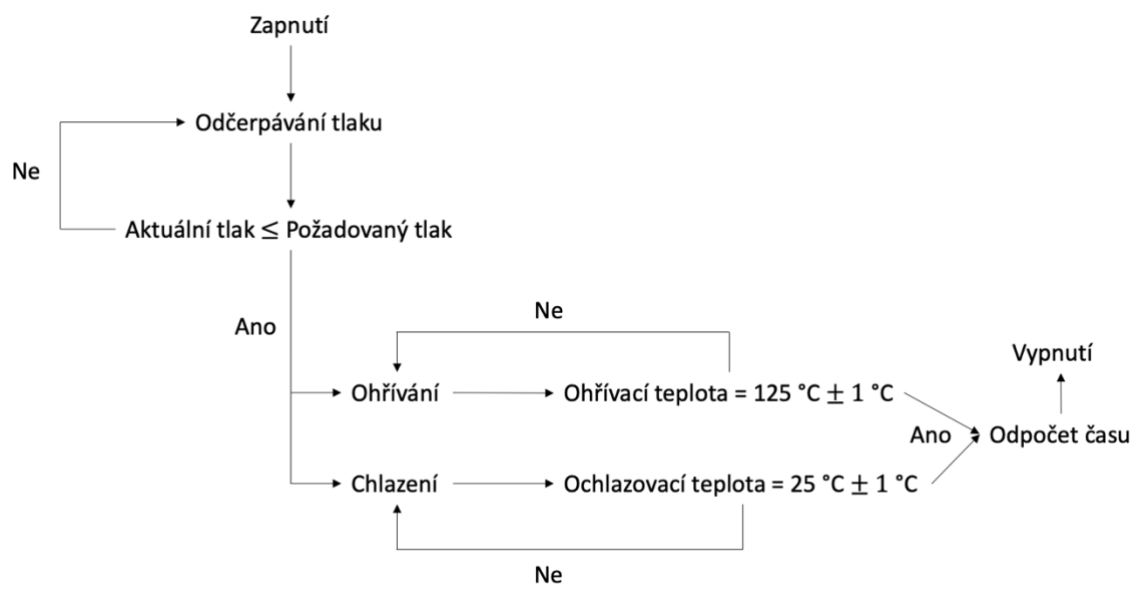 Zapnutí
Odčerpávání tlaku
Ne
Aktuální tlak ≤ Požadovaný tlak
Ne
Ano
Vypnutí
Ohřívání
Ohřívací teplota = 125 °C ± 1 °C
Ano
Odpočet času
Chlazení
Ochlazovací teplota = 25 °C ± 1 °C
Ne